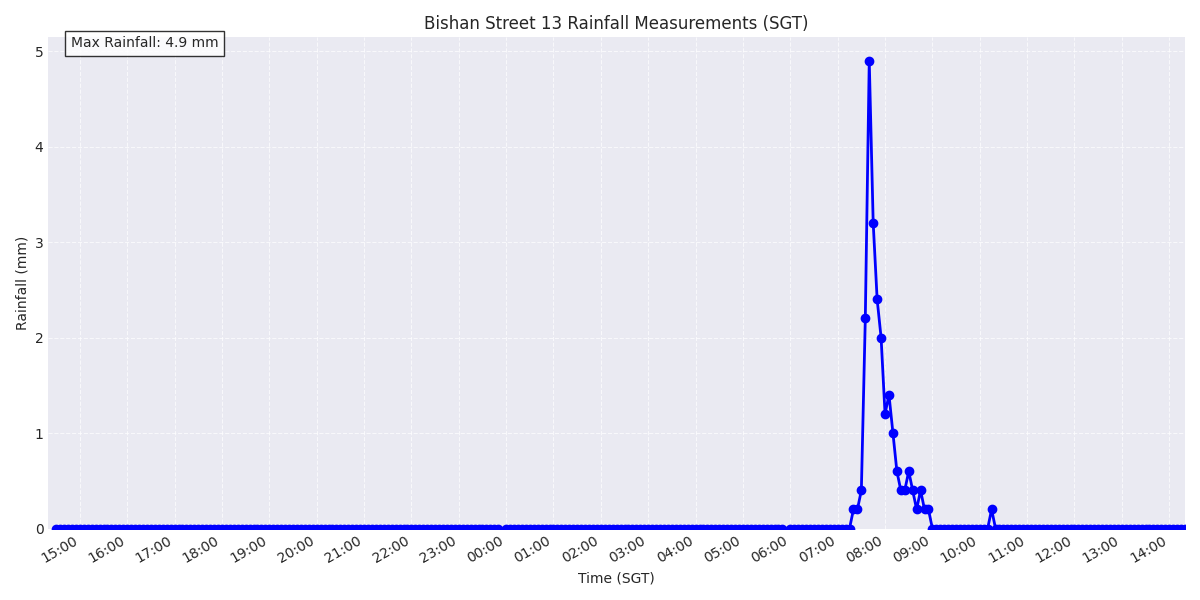 Bishan Street 13 Rainfall Measurements (SGT)
Max Rainfall: 4.9 mm
5
4
3
2
1
0
Rainfall (mm)
15:00 16:00 17:00 18:00 19:00 20:00 21:00 22:00 23:00 00:00 01:00 02:00 03:00 04:00 05:00 06:00 07:00 08:00 09:00 10:00 11:00 12:00 13:00 14:00
Time (SGT)